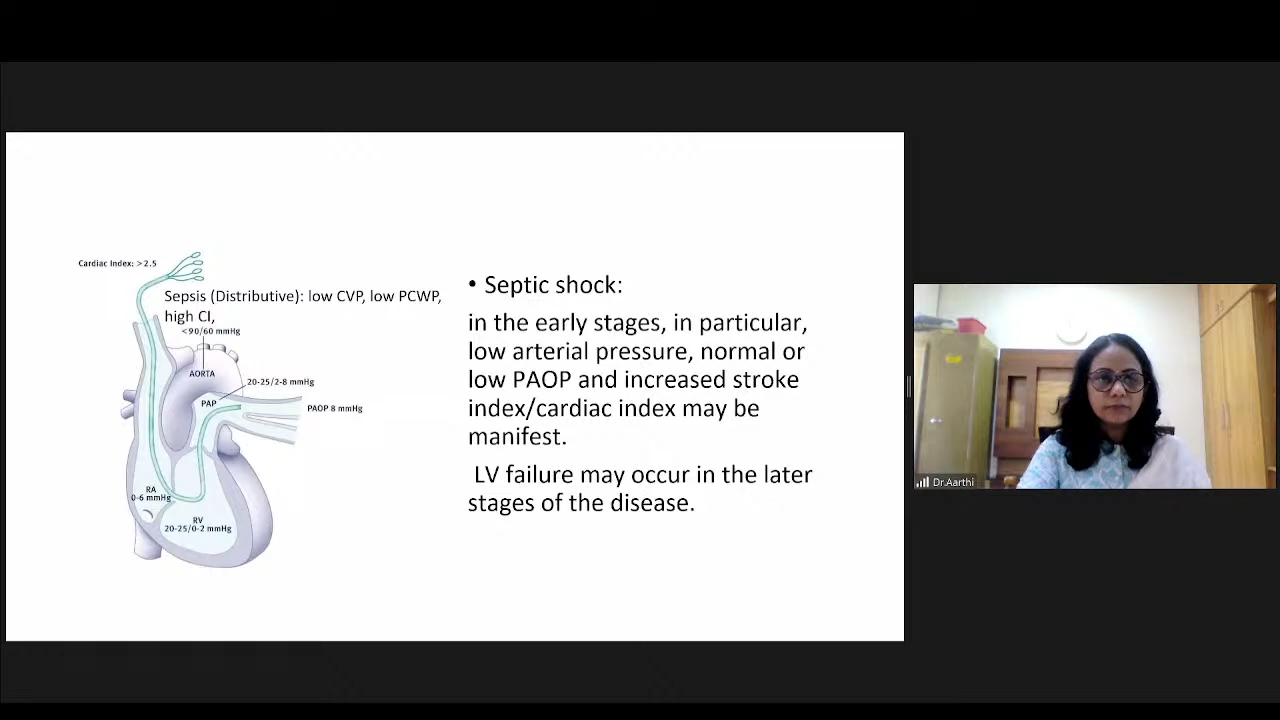 Cardiac Index: >2.5
Sepsis (Distributive): low CVP, low PCWP,
high CI,
<90/60 mmHg
AORTA
20-25/2-8 mmHg
PAP
PAOP 8 mmHg
RA
0-6 mmHg
RV
20-25/0-2 mmHg
• Septic shock:
in the early stages, in particular,
low arterial pressure, normal or
low PAOP and increased stroke
index/cardiac index may be
manifest.
LV failure may occur in the later
stages of the disease.
Dr.Aarthi